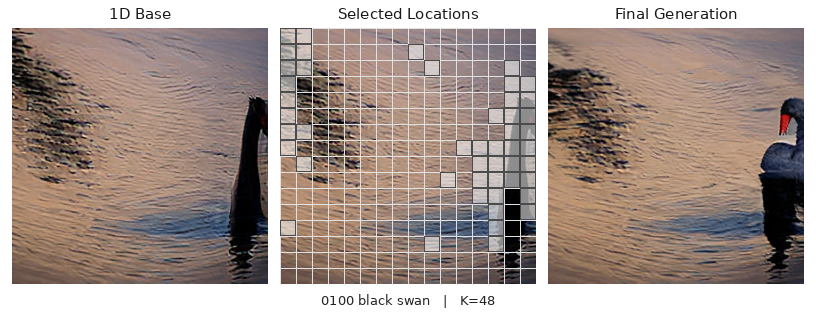 1D Base
Selected Locations
Final Generation
0100 black swan | K=48